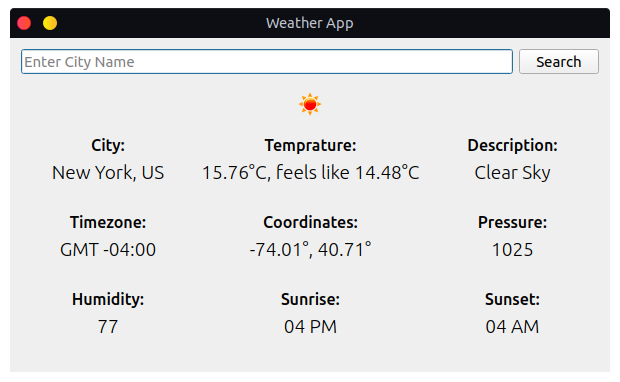 Weather App
Enter City Name Search
City: Temprature: Description:
New York, US 15.76°C, feels like 14.48°C Clear Sky
Timezone: Coordinates: Pressure:
GMT -04:00 -74.01°, 40.71° 1025
Humidity: Sunrise: Sunset:
77 04 PM 04 AM